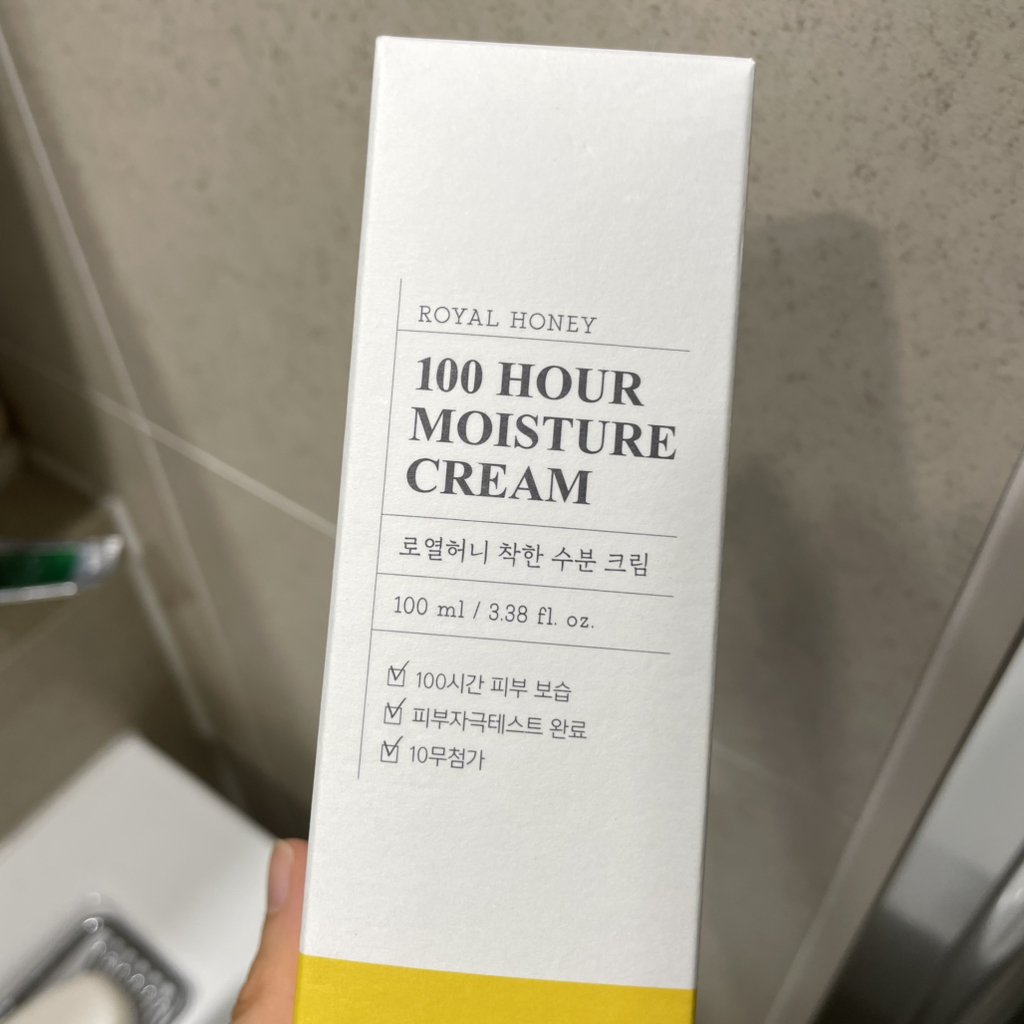 ROYAL HONEY
100 HOUR
MOISTURE
CREAM
로열허니 착한 수분 크림
100 ml / 3.38 fl. oz.
100시간 피부 보습
피부자극테스트 완료
10무첨가